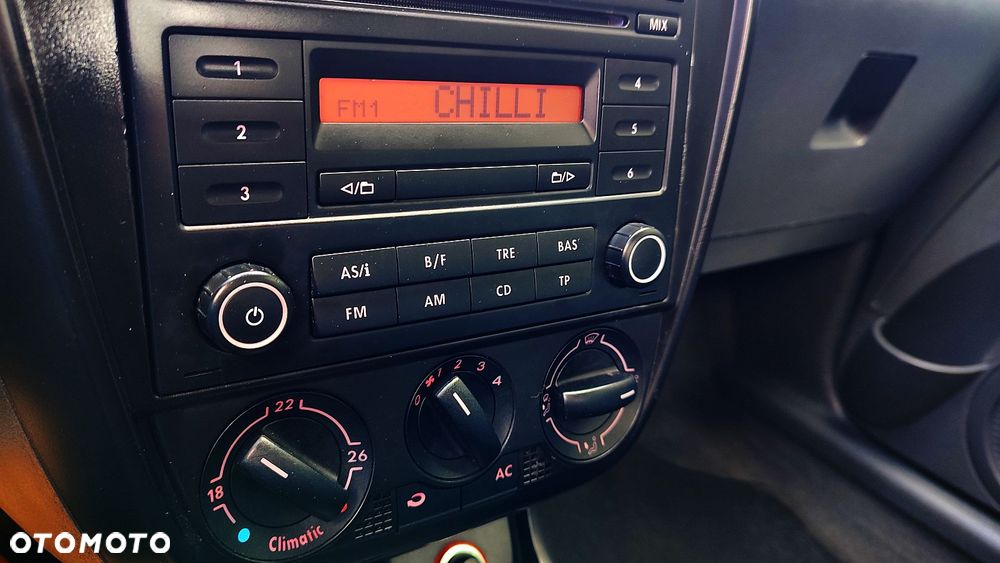 MIX
1
2
3
FM1 CHILLI
4
5
6
AS/i B/F TRE BAS
FM AM CD TP
22
18
26
Climatic
0 1 2 3 4
AC
OTOMOTO